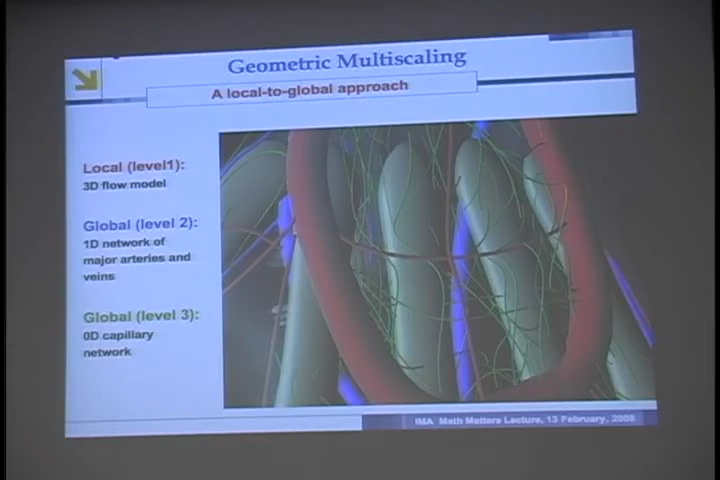 Geometric Multiscaling
A local-to-global approach
Local (level1):
3D flow model
Global (level 2):
1D network of
major arteries and
veins
Global (level 3):
0D capillary
network
IMA Math Matters Lecture, 13 February, 2008